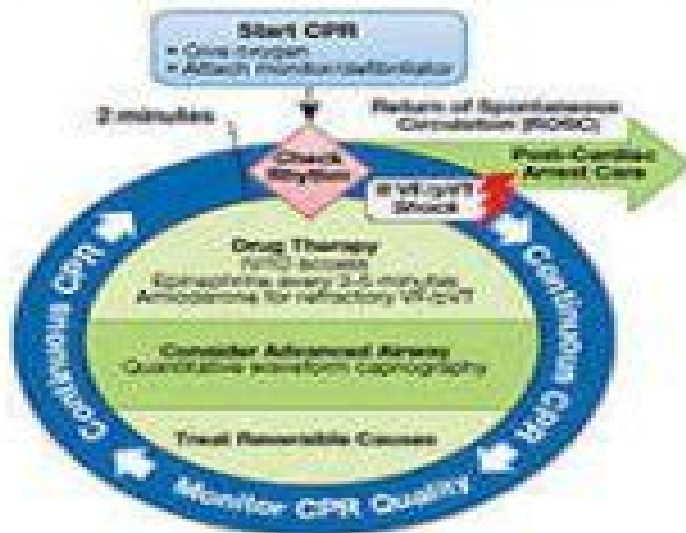 Start CPR
• Give oxygen
• Attach monitor/defibrillator
2 minutes
Return of Spontaneous
Circulation (ROSC)
Check
Rhythm
Post-Cardiac
Arrest Care
If VF/VT
Shock
Drug Therapy
IV/IO access
Epinephrine every 3-5 minutes
Amiodarone for refractory VF/VT
Consider Advanced Airway
Quantitative waveform capnography
Treat Reversible Causes
Continuous CPR
Continuous CPR
Monitor CPR Quality